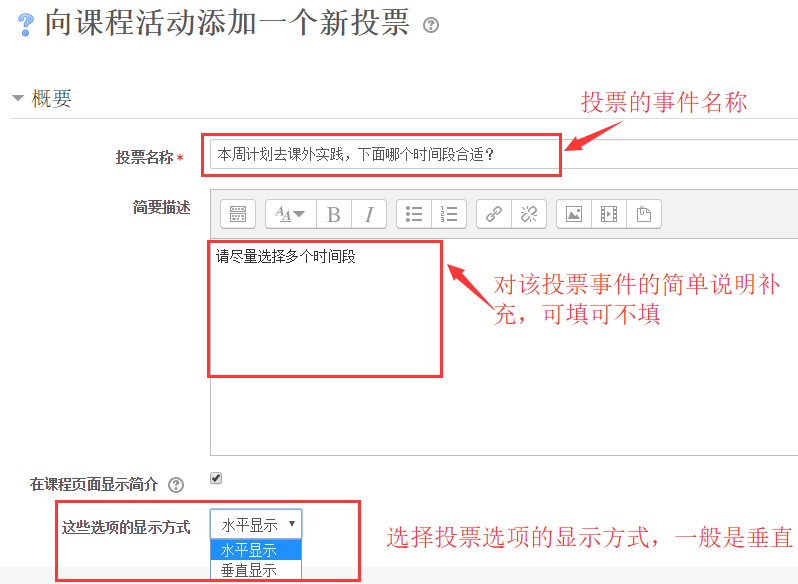 向课程活动添加一个新投票
概要
投票的事件名称
投票名称*
本周计划去课外实践，下面哪个时间段合适？
简要描述
请尽量选择多个时间段
对该投票事件的简单说明补
充，可填可不填
在课程页面显示简介
这些选项的显示方式
水平显示
水平显示
垂直显示
选择投票选项的显示方式，一般是垂直